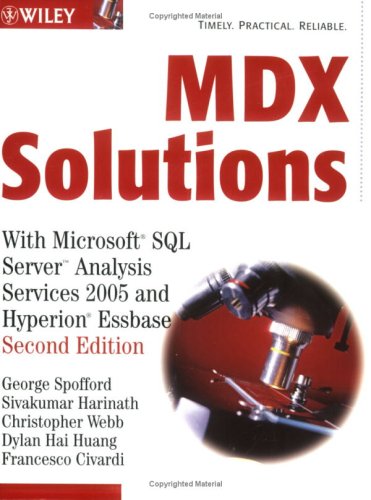 Copyrighted Material
WILEY
TIMELY. PRACTICAL. RELIABLE.
MDX
Solutions
With Microsoft® SQL
Server™ Analysis
Services 2005 and
Hyperion® Essbase
Second Edition
George Spofford
Sivakumar Harinath
Christopher Webb
Dylan Hai Huang
Francesco Civardi
Copyrighted Material